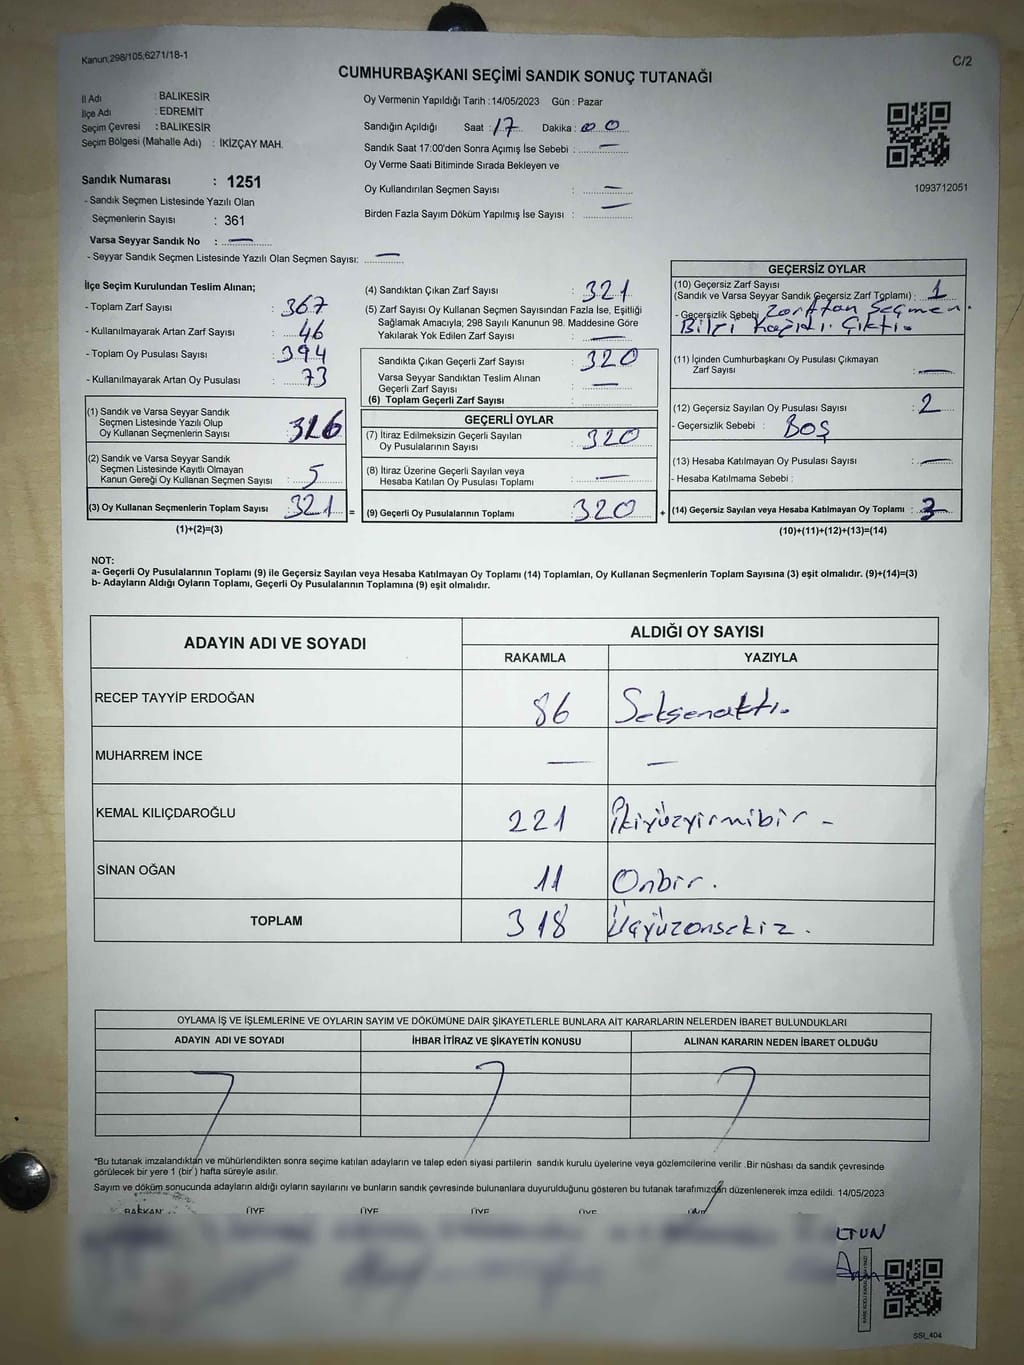 Kanun;298/105;6271/18-1
C/2
CUMHURBAŞKANI SEÇİMİ SANDIK SONUÇ TUTANAĞI
İl Adı : BALIKESİR
İlçe Adı : EDREMİT
Seçim Çevresi : BALIKESİR
Seçim Bölgesi (Mahalle Adı) : İKİZÇAY MAH.
Oy Vermenin Yapıldığı Tarih :14/05/2023 Gün : Pazar
Sandığın Açıldığı Saat : 17 Dakika : 00
Sandık Saat 17:00'den Sonra Açımış İse Sebebi : —
Oy Verme Saati Bitiminde Sırada Bekleyen ve
Oy Kullandırılan Seçmen Sayısı : —
Birden Fazla Sayım Döküm Yapılmış İse Sayısı : —
1093712051
Sandık Numarası : 1251
- Sandık Seçmen Listesinde Yazılı Olan
Seçmenlerin Sayısı : 361
Varsa Seyyar Sandık No : —
- Seyyar Sandık Seçmen Listesinde Yazılı Olan Seçmen Sayısı: —
İlçe Seçim Kurulundan Teslim Alınan;
- Toplam Zarf Sayısı : 367
- Kullanılmayarak Artan Zarf Sayısı : 46
- Toplam Oy Pusulası Sayısı : 394
- Kullanılmayarak Artan Oy Pusulası : 73
(1) Sandık ve Varsa Seyyar Sandık
Seçmen Listesinde Yazılı Olup
Oy Kullanan Seçmenlerin Sayısı : 316
(2) Sandık ve Varsa Seyyar Sandık
Seçmen Listesinde Kayıtlı Olmayan
Kanun Gereği Oy Kullanan Seçmen Sayısı : 5
(3) Oy Kullanan Seçmenlerin Toplam Sayısı : 321 =
(1)+(2)=(3)
(4) Sandıktan Çıkan Zarf Sayısı : 321
(5) Zarf Sayısı Oy Kullanan Seçmen Sayısından Fazla İse, Eşitliği
Sağlamak Amacıyla; 298 Sayılı Kanunun 98. Maddesine Göre
Yakılarak Yok Edilen Zarf Sayısı : —
Sandıkta Çıkan Geçerli Zarf Sayısı : 320
Varsa Seyyar Sandıktan Teslim Alınan
Geçerli Zarf Sayısı : —
(6) Toplam Geçerli Zarf Sayısı :
GEÇERLİ OYLAR
(7) İtiraz Edilmeksizin Geçerli Sayılan
Oy Pusulalarının Sayısı : 320
(8) İtiraz Üzerine Geçerli Sayılan veya
Hesaba Katılan Oy Pusulası Toplamı : —
(9) Geçerli Oy Pusulalarının Toplamı : 320 +
GEÇERSİZ OYLAR
(10) Geçersiz Zarf Sayısı
(Sandık ve Varsa Seyyar Sandık Geçersiz Zarf Toplamı) : 1
- Geçersizlik Sebebi Zarftan Seçmen
Bilgi Kağıdı Çıktı.
(11) İçinden Cumhurbaşkanı Oy Pusulası Çıkmayan
Zarf Sayısı : —
(12) Geçersiz Sayılan Oy Pusulası Sayısı : 2
- Geçersizlik Sebebi : BOŞ
(13) Hesaba Katılmayan Oy Pusulası Sayısı : —
- Hesaba Katılmama Sebebi :
(14) Geçersiz Sayılan veya Hesaba Katılmayan Oy Toplamı : 3
(10)+(11)+(12)+(13)=(14)
NOT:
a- Geçerli Oy Pusulalarının Toplamı (9) ile Geçersiz Sayılan veya Hesaba Katılmayan Oy Toplamı (14) Toplamları, Oy Kullanan Seçmenlerin Toplam Sayısına (3) eşit olmalıdır. (9)+(14)=(3)
b- Adayların Aldığı Oyların Toplamı, Geçerli Oy Pusulalarının Toplamına (9) eşit olmalıdır.
ADAYIN ADI VE SOYADI
ALDIĞI OY SAYISI
RAKAMLA YAZIYLA
RECEP TAYYİP ERDOĞAN 86 Seksenaltı.
MUHARREM İNCE — —
KEMAL KILIÇDAROĞLU 221 İkiyüzyirmibir -
SİNAN OĞAN 11 Onbir.
TOPLAM 318 Üçyüzonsekiz.
OYLAMA İŞ VE İŞLEMLERİNE VE OYLARIN SAYIM VE DÖKÜMÜNE DAİR ŞİKAYETLERLE BUNLARA AİT KARARLARIN NELERDEN İBARET BULUNDUKLARI
ADAYIN ADI VE SOYADI İHBAR İTİRAZ VE ŞİKAYETİN KONUSU ALINAN KARARIN NEDEN İBARET OLDUĞU
*Bu tutanak imzalandıktan ve mühürlendikten sonra seçime katılan adayların ve talep eden siyasi partilerin sandık kurulu üyelerine veya gözlemcilerine verilir .Bir nüshası da sandık çevresinde
görülecek bir yere 1 (bir ) hafta süreyle asılır.
Sayım ve döküm sonucunda adayların aldığı oyların sayılarını ve bunların sandık çevresinde bulunanlara duyurulduğunu gösteren bu tutanak tarafımızdan düzenlenerek imza edildi. 14/05/2023
BAŞKAN ÜYE ÜYE ÜYE ÜYE ÜYE
LTUN
SSI_404